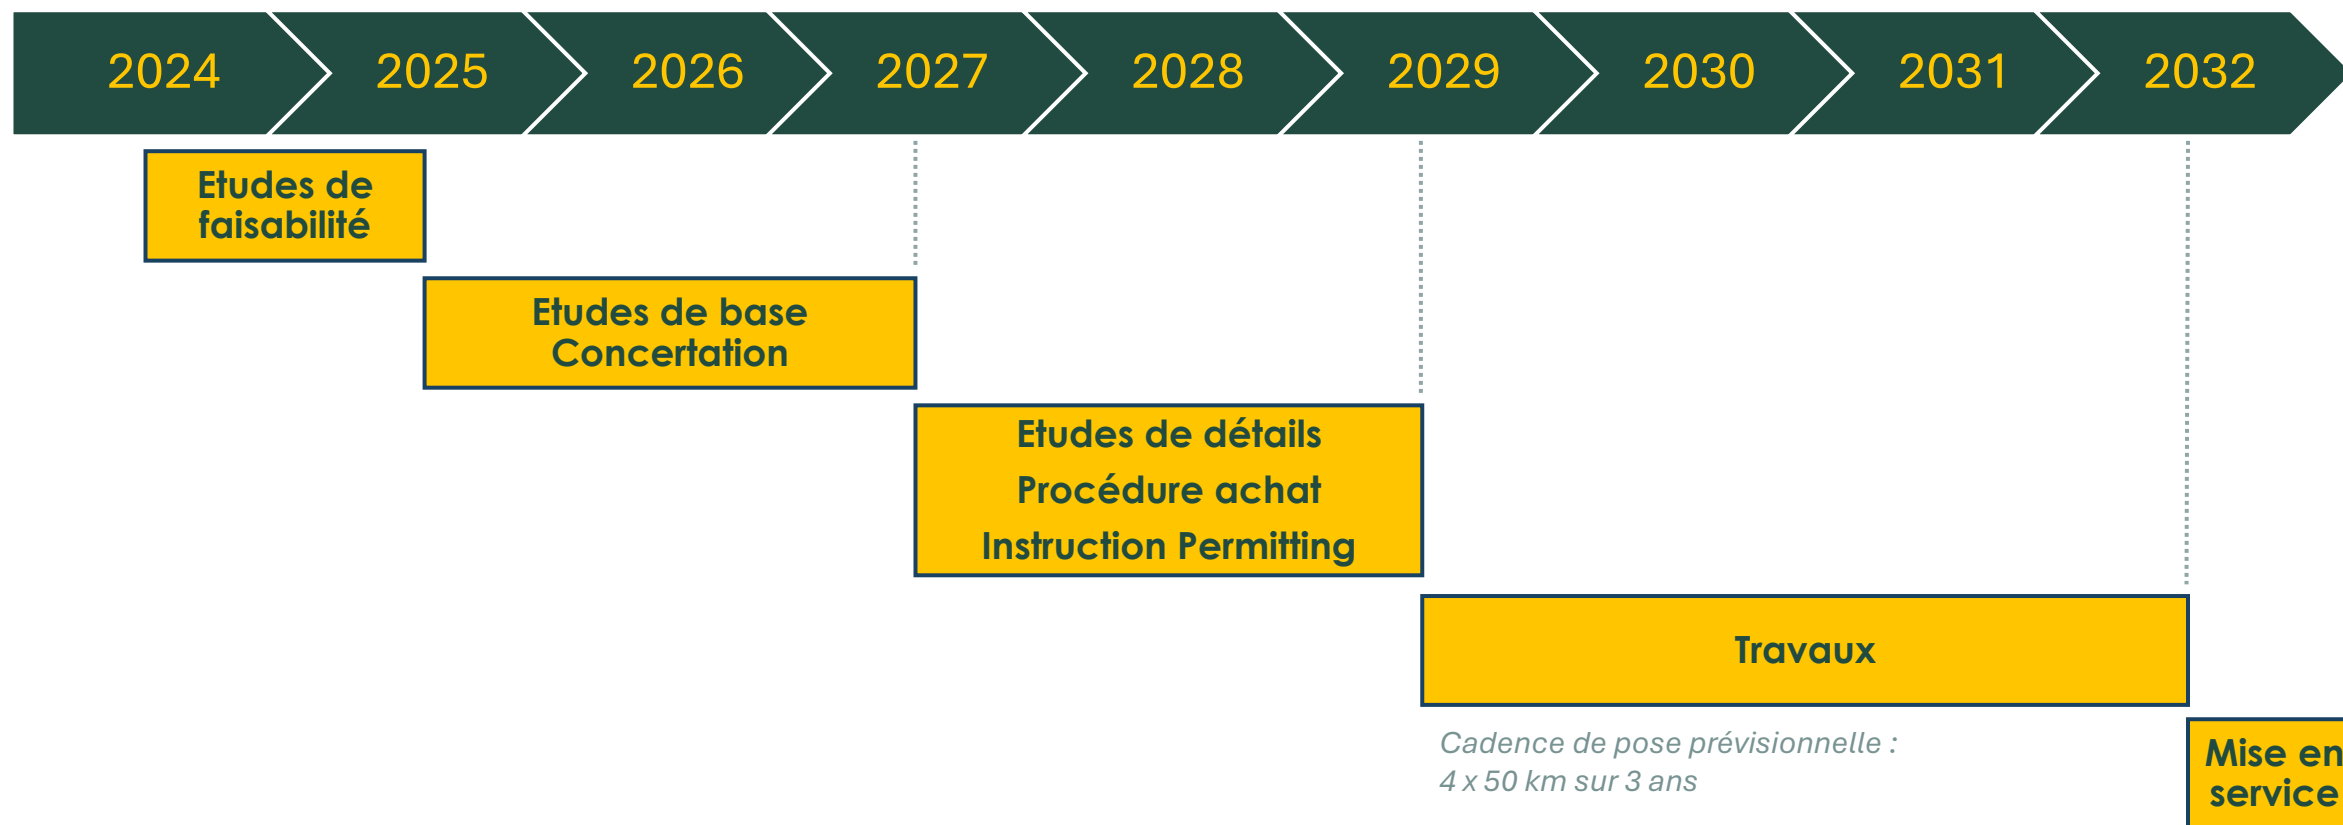 2024 2025 2026 2027 2028 2029 2030 2031 2032
Etudes de
faisabilité
Etudes de base
Concertation
Etudes de détails
Procédure achat
Instruction Permitting
Travaux
Cadence de pose prévisionnelle :
4 x 50 km sur 3 ans
Mise en
service